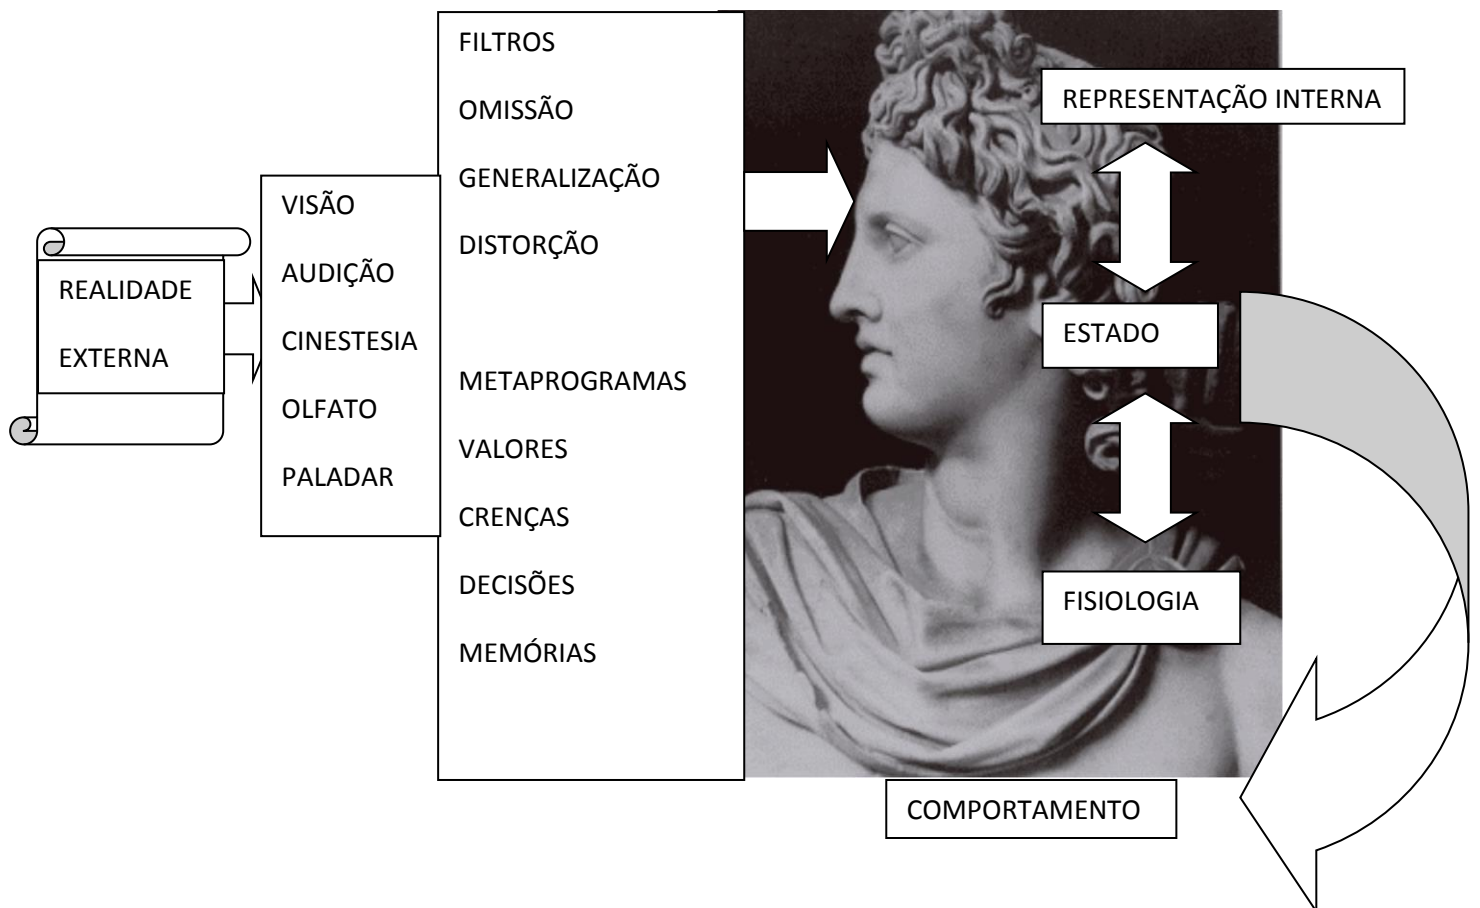 REALIDADE
EXTERNA
VISÃO
AUDIÇÃO
CINESTESIA
OLFATO
PALADAR
FILTROS
OMISSÃO
GENERALIZAÇÃO
DISTORÇÃO
METAPROGRAMAS
VALORES
CRENÇAS
DECISÕES
MEMÓRIAS
REPRESENTAÇÃO INTERNA
ESTADO
FISIOLOGIA
COMPORTAMENTO